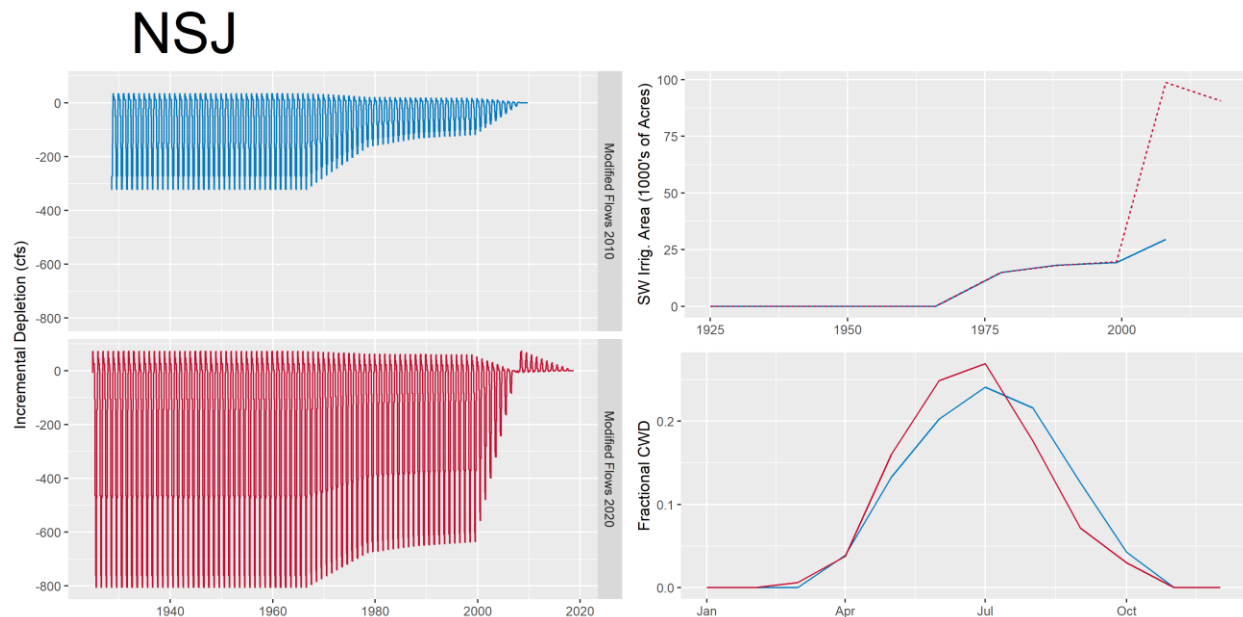 NSJ
Incremental Depletion (cfs)
0
-200
-400
-600
-800
Modified Flows 2010
0
-200
-400
-600
-800
Modified Flows 2020
1940
1960
1980
2000
2020
SW Irrig. Area (1000's of Acres)
100
75
50
25
0
1925
1950
1975
2000
Fractional CWD
0.2
0.1
0.0
Jan
Apr
Jul
Oct